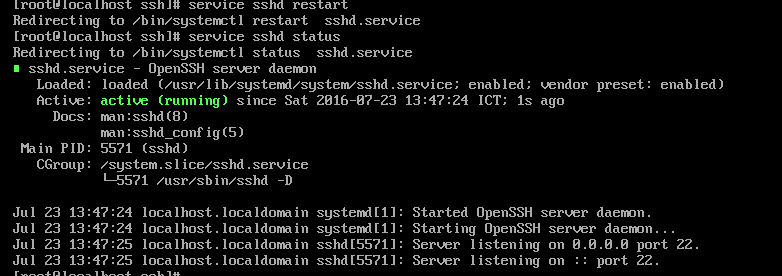 [root@localhost ssh]# service sshd restart
Redirecting to /bin/systemctl restart  sshd.service
[root@localhost ssh]# service sshd status
Redirecting to /bin/systemctl status  sshd.service
sshd.service - OpenSSH server daemon
   Loaded: loaded (/usr/lib/systemd/system/sshd.service; enabled; vendor preset: enabled)
   Active: active (running) since Sat 2016-07-23 13:47:24 ICT; 1s ago
     Docs: man:sshd(8)
           man:sshd_config(5)
 Main PID: 5571 (sshd)
   CGroup: /system.slice/sshd.service
           └─5571 /usr/sbin/sshd -D
Jul 23 13:47:24 localhost.localdomain systemd[1]: Started OpenSSH server daemon.
Jul 23 13:47:24 localhost.localdomain systemd[1]: Starting OpenSSH server daemon...
Jul 23 13:47:25 localhost.localdomain sshd[5571]: Server listening on 0.0.0.0 port 22.
Jul 23 13:47:25 localhost.localdomain sshd[5571]: Server listening on :: port 22.
[root@localhost ssh]#